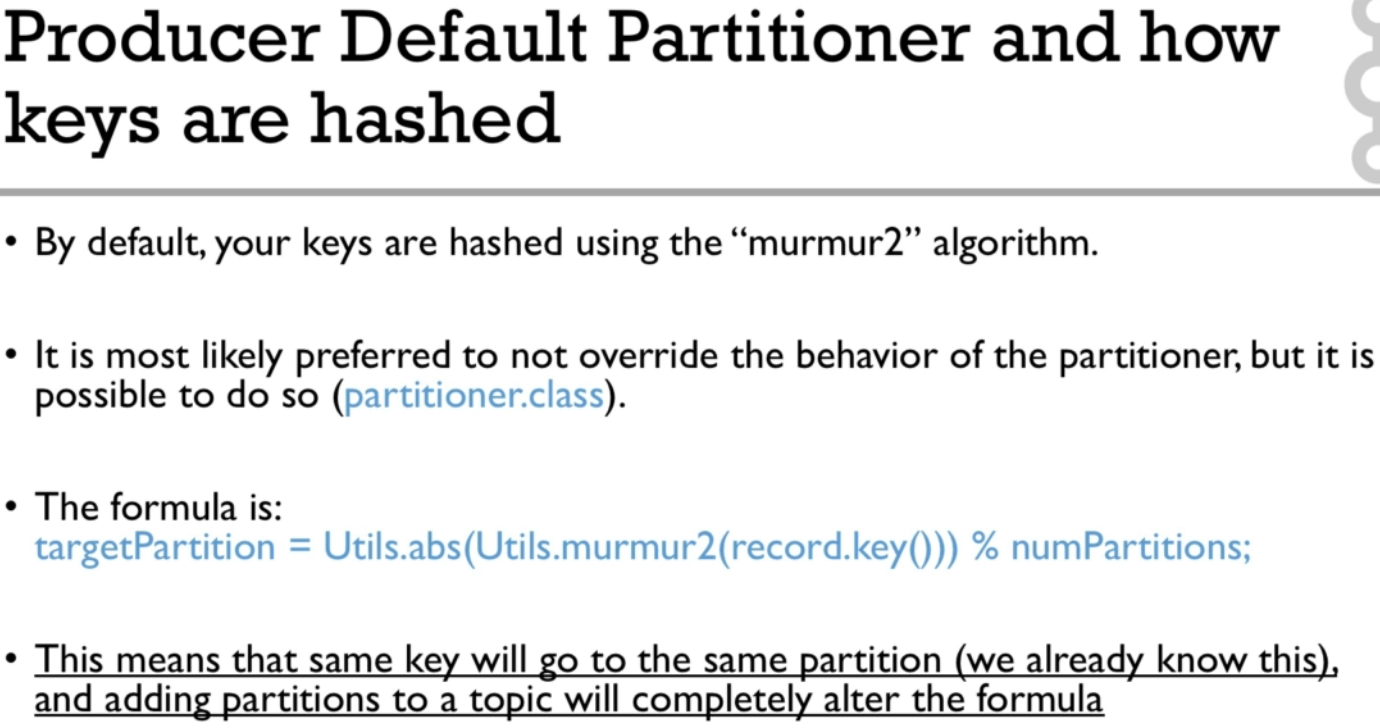 Producer Default Partitioner and how
keys are hashed
• By default, your keys are hashed using the “murmur2” algorithm.
• It is most likely preferred to not override the behavior of the partitioner, but it is
possible to do so (partitioner.class).
• The formula is:
targetPartition = Utils.abs(Utils.murmur2(record.key())) % numPartitions;
• This means that same key will go to the same partition (we already know this),
and adding partitions to a topic will completely alter the formula